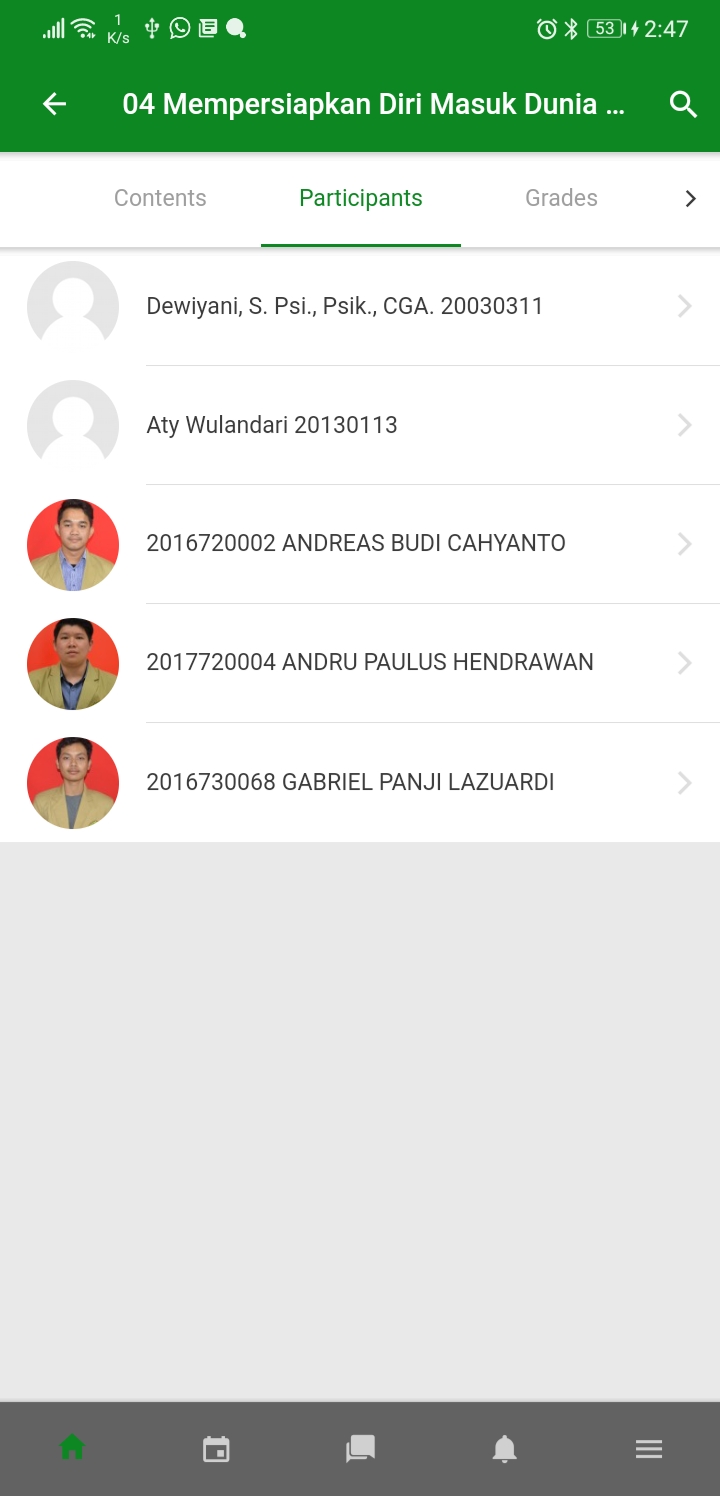 1
K/s
53
2:47
04 Mempersiapkan Diri Masuk Dunia ...
Contents
Participants
Grades
Dewiyani, S. Psi., Psik., CGA. 20030311
Aty Wulandari 20130113
2016720002 ANDREAS BUDI CAHYANTO
2017720004 ANDRU PAULUS HENDRAWAN
2016730068 GABRIEL PANJI LAZUARDI